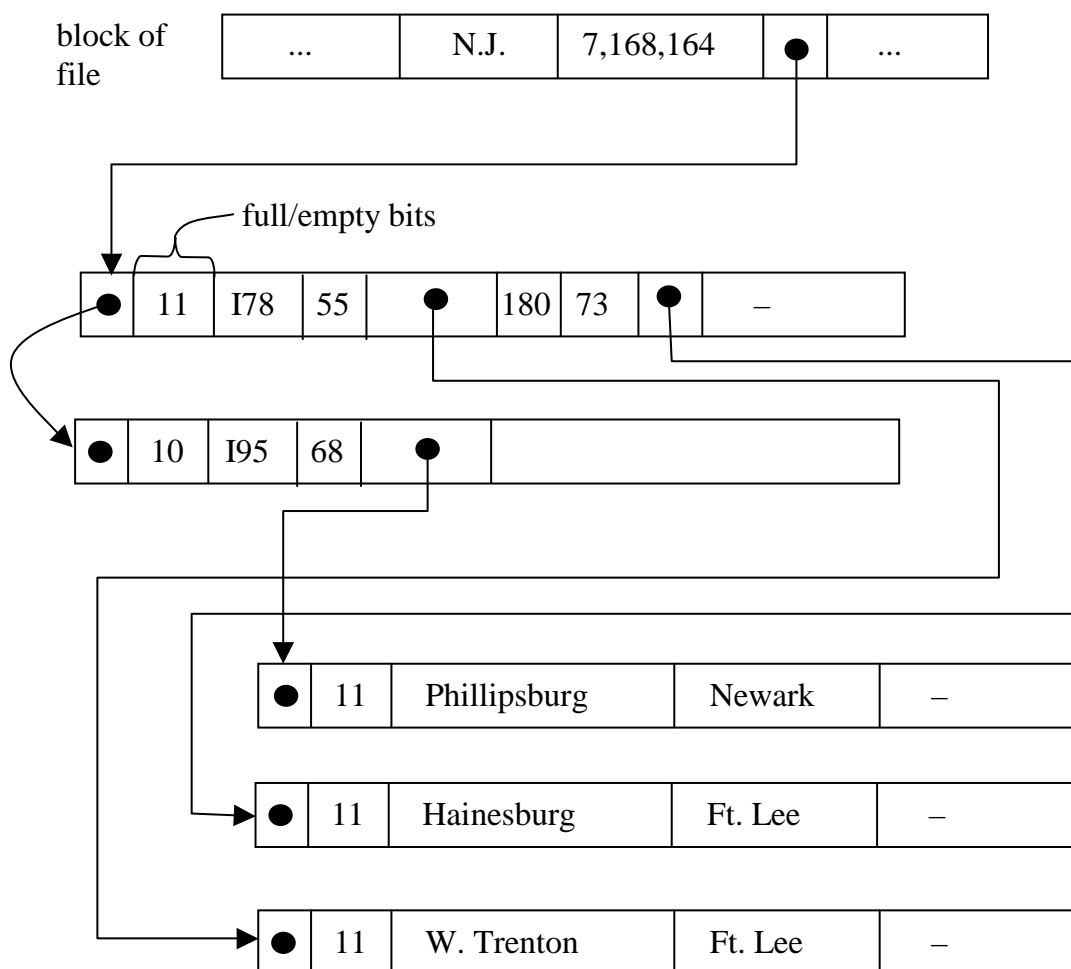 block of file
... N.J. 7,168,164 ...
full/empty bits
11 I78 55 180 73 –
10 I95 68
11 Phillipsburg Newark –
11 Hainesburg Ft. Lee –
11 W. Trenton Ft. Lee –